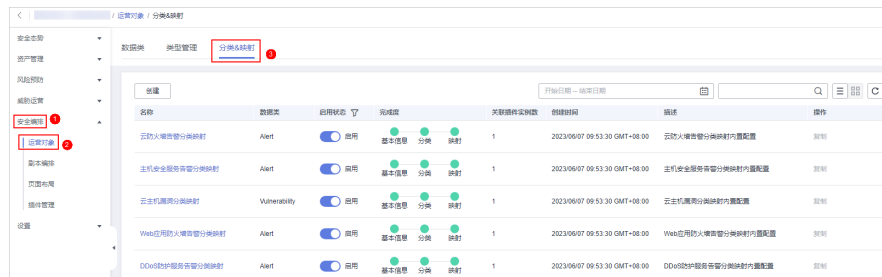 / 运营对象 / 分类&映射
安全态势
资产管理
风险预防
威胁运营
安全编排 1
运营对象 2
剧本编排
页面布局
插件管理
设置
数据类 类型管理 分类&映射 3
创建 开始日期 – 结束日期
名称 数据类 启用状态 完成度 关联插件实例数 创建时间 描述 操作
云防火墙告警分类映射 Alert 启用 基本信息 分类 映射 1 2023/06/07 09:53:30 GMT+08:00 云防火墙告警分类映射内置配置 复制
主机安全服务告警分类映射 Alert 启用 基本信息 分类 映射 1 2023/06/07 09:53:30 GMT+08:00 主机安全服务告警分类映射内置配置 复制
云主机漏洞分类映射 Vulnerability 启用 基本信息 分类 映射 1 2023/06/07 09:53:30 GMT+08:00 云主机漏洞分类映射内置配置 复制
Web应用防火墙告警分类映射 Alert 启用 基本信息 分类 映射 1 2023/06/07 09:53:30 GMT+08:00 Web应用防火墙告警分类映射内置配置 复制
DDoS防护服务告警分类映射 Alert 启用 基本信息 分类 映射 1 2023/06/07 09:53:30 GMT+08:00 DDoS防护服务告警分类映射内置配置 复制